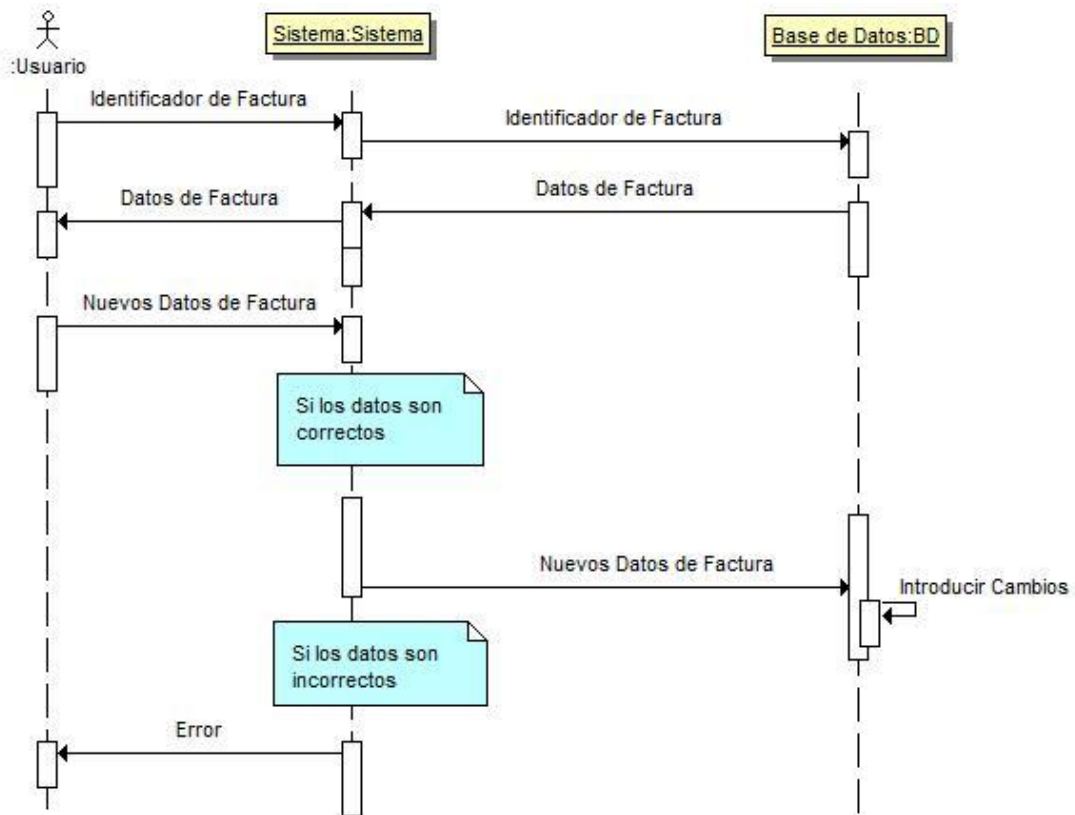 Sistema:Sistema
Base de Datos:BD
:Usuario
Identificador de Factura
Identificador de Factura
Datos de Factura
Datos de Factura
Nuevos Datos de Factura
Si los datos son
correctos
Nuevos Datos de Factura
Introducir Cambios
Si los datos son
incorrectos
Error